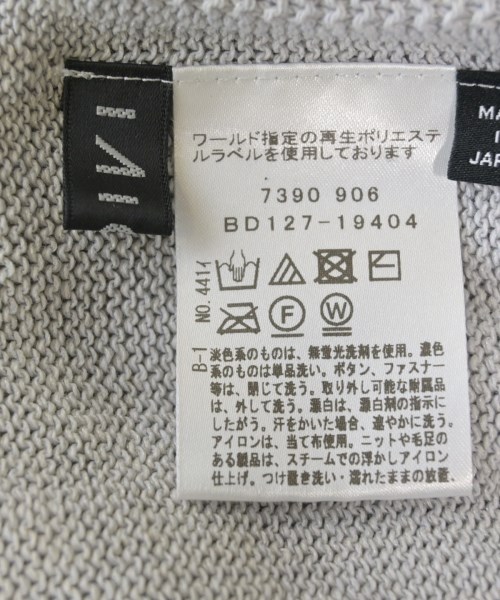 ワールド指定の再生ポリエステ
ルラベルを使用しております
7390 906
BD127-19404
NO.441イ
F
W
B-1
淡色系のものは、無蛍光洗剤を使用。濃色
系のものは単品洗い。ボタン、ファスナー
等は、閉じて洗う。取り外し可能な附属品
は、外して洗う。漂白は、漂白剤の指示に
したがう。汗をかいた場合、速やかに洗う。
アイロンは、当て布使用。ニットや毛足の
ある製品は、スチームでの浮かしアイロン
仕上げ。つけ置き洗い・濡れたままの放置、